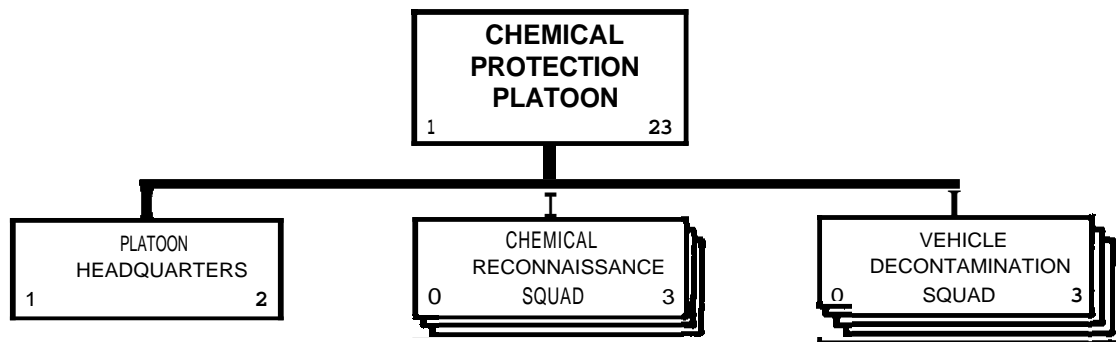 CHEMICAL
PROTECTION
PLATOON
1 23
PLATOON
HEADQUARTERS
1 2
CHEMICAL
RECONNAISSANCE
0 SQUAD 3
VEHICLE
DECONTAMINATION
0 SQUAD 3